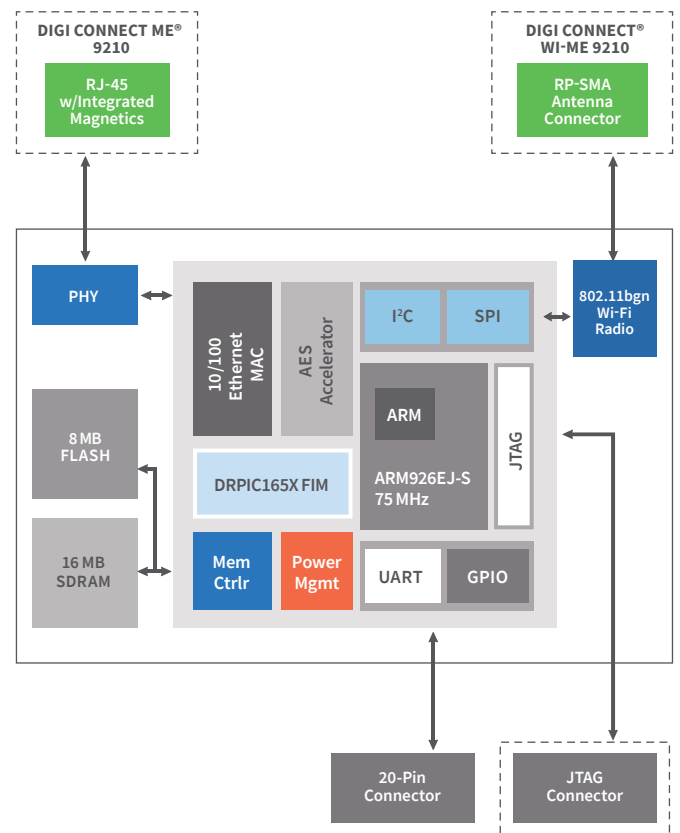 DIGI CONNECT ME®
9210
RJ-45
w/Integrated
Magnetics
DIGI CONNECT®
WI-ME 9210
RP-SMA
Antenna
Connector
PHY
10/100
Ethernet
MAC
AES
Accelerator
I²C
SPI
802.11bgn
Wi-Fi
Radio
8 MB
FLASH
ARM
ARM926EJ-S
75 MHz
JTAG
DRPIC165X FIM
16 MB
SDRAM
Mem
Ctrlr
Power
Mgmt
UART
GPIO
20-Pin
Connector
JTAG
Connector